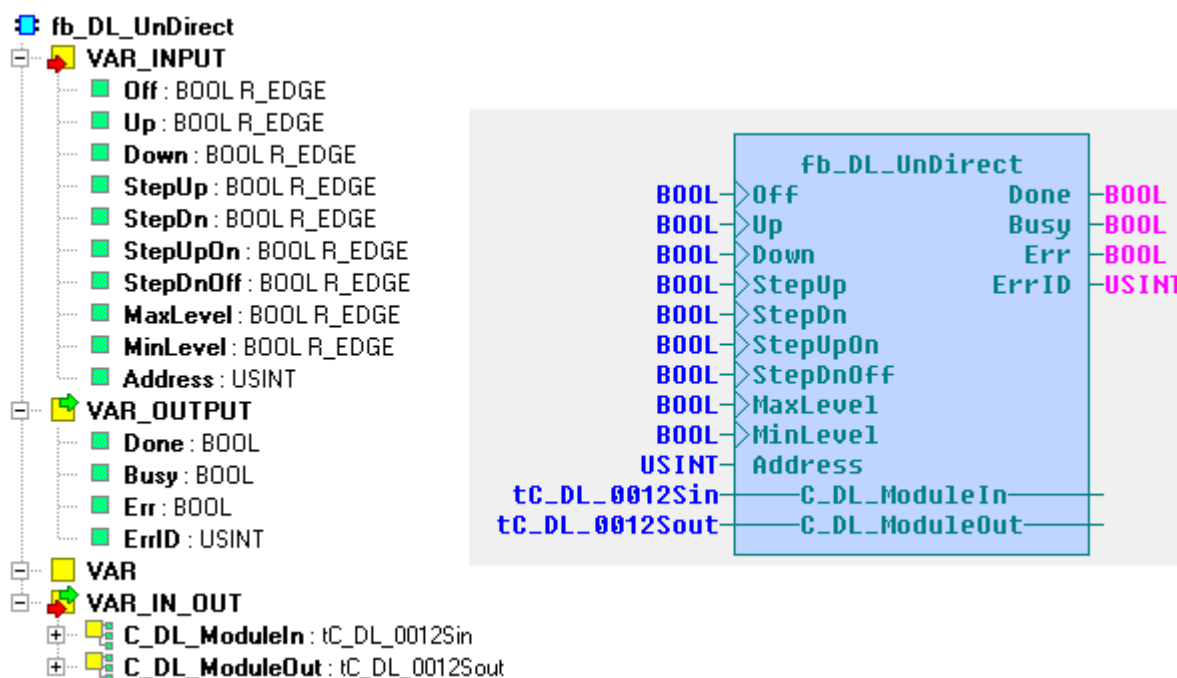 fb_DL_UnDirect
VAR_INPUT
Off : BOOL R_EDGE
Up : BOOL R_EDGE
Down : BOOL R_EDGE
StepUp : BOOL R_EDGE
StepDn : BOOL R_EDGE
StepUpOn : BOOL R_EDGE
StepDnOff : BOOL R_EDGE
MaxLevel : BOOL R_EDGE
MinLevel : BOOL R_EDGE
Address : USINT
VAR_OUTPUT
Done : BOOL
Busy : BOOL
Err : BOOL
ErrID : USINT
VAR
VAR_IN_OUT
C_DL_ModuleIn : tC_DL_0012Sin
C_DL_ModuleOut : tC_DL_0012Sout
fb_DL_UnDirect
BOOL Off Done BOOL
BOOL Up Busy BOOL
BOOL Down Err BOOL
BOOL StepUp ErrID USINT
BOOL StepDn
BOOL StepUpOn
BOOL StepDnOff
BOOL MaxLevel
BOOL MinLevel
USINT Address
tC_DL_0012Sin C_DL_ModuleIn
tC_DL_0012Sout C_DL_ModuleOut